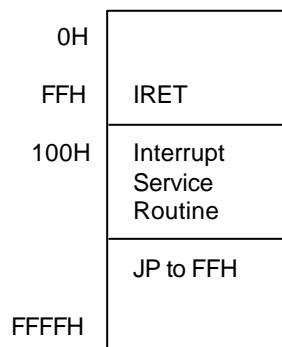 0H
FFH IRET
100H Interrupt
Service
Routine
JP to FFH
FFFFH